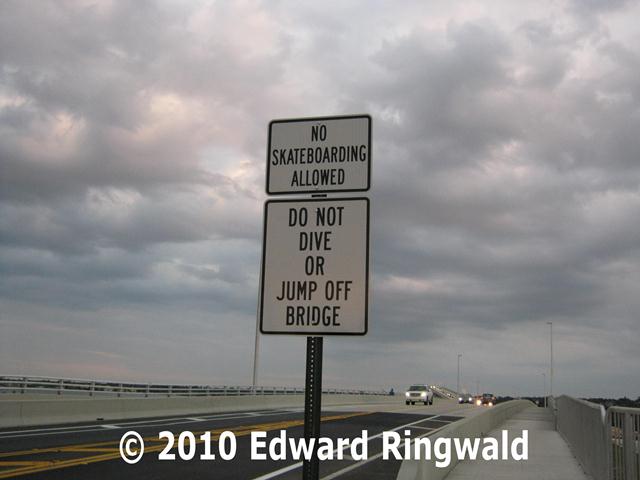 NO
SKATEBOARDING
ALLOWED
DO NOT
DIVE
OR
JUMP OFF
BRIDGE
© 2010 Edward Ringwald